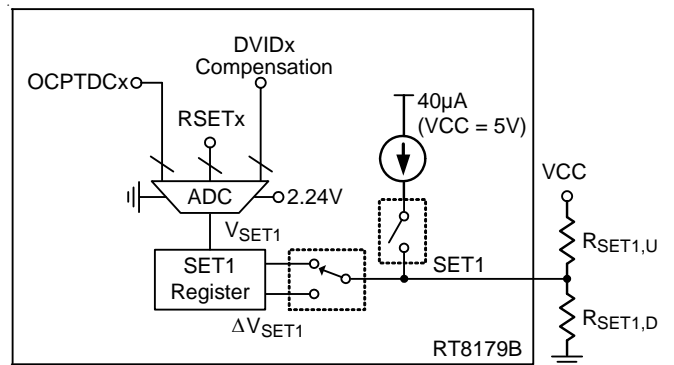 DVIDx
Compensation
OCPTDCx
RSETx
40µA
(VCC = 5V)
VCC
ADC
2.24V
VSET1
SET1
Register
SET1
RSET1,U
RSET1,D
ΔVSET1
RT8179B